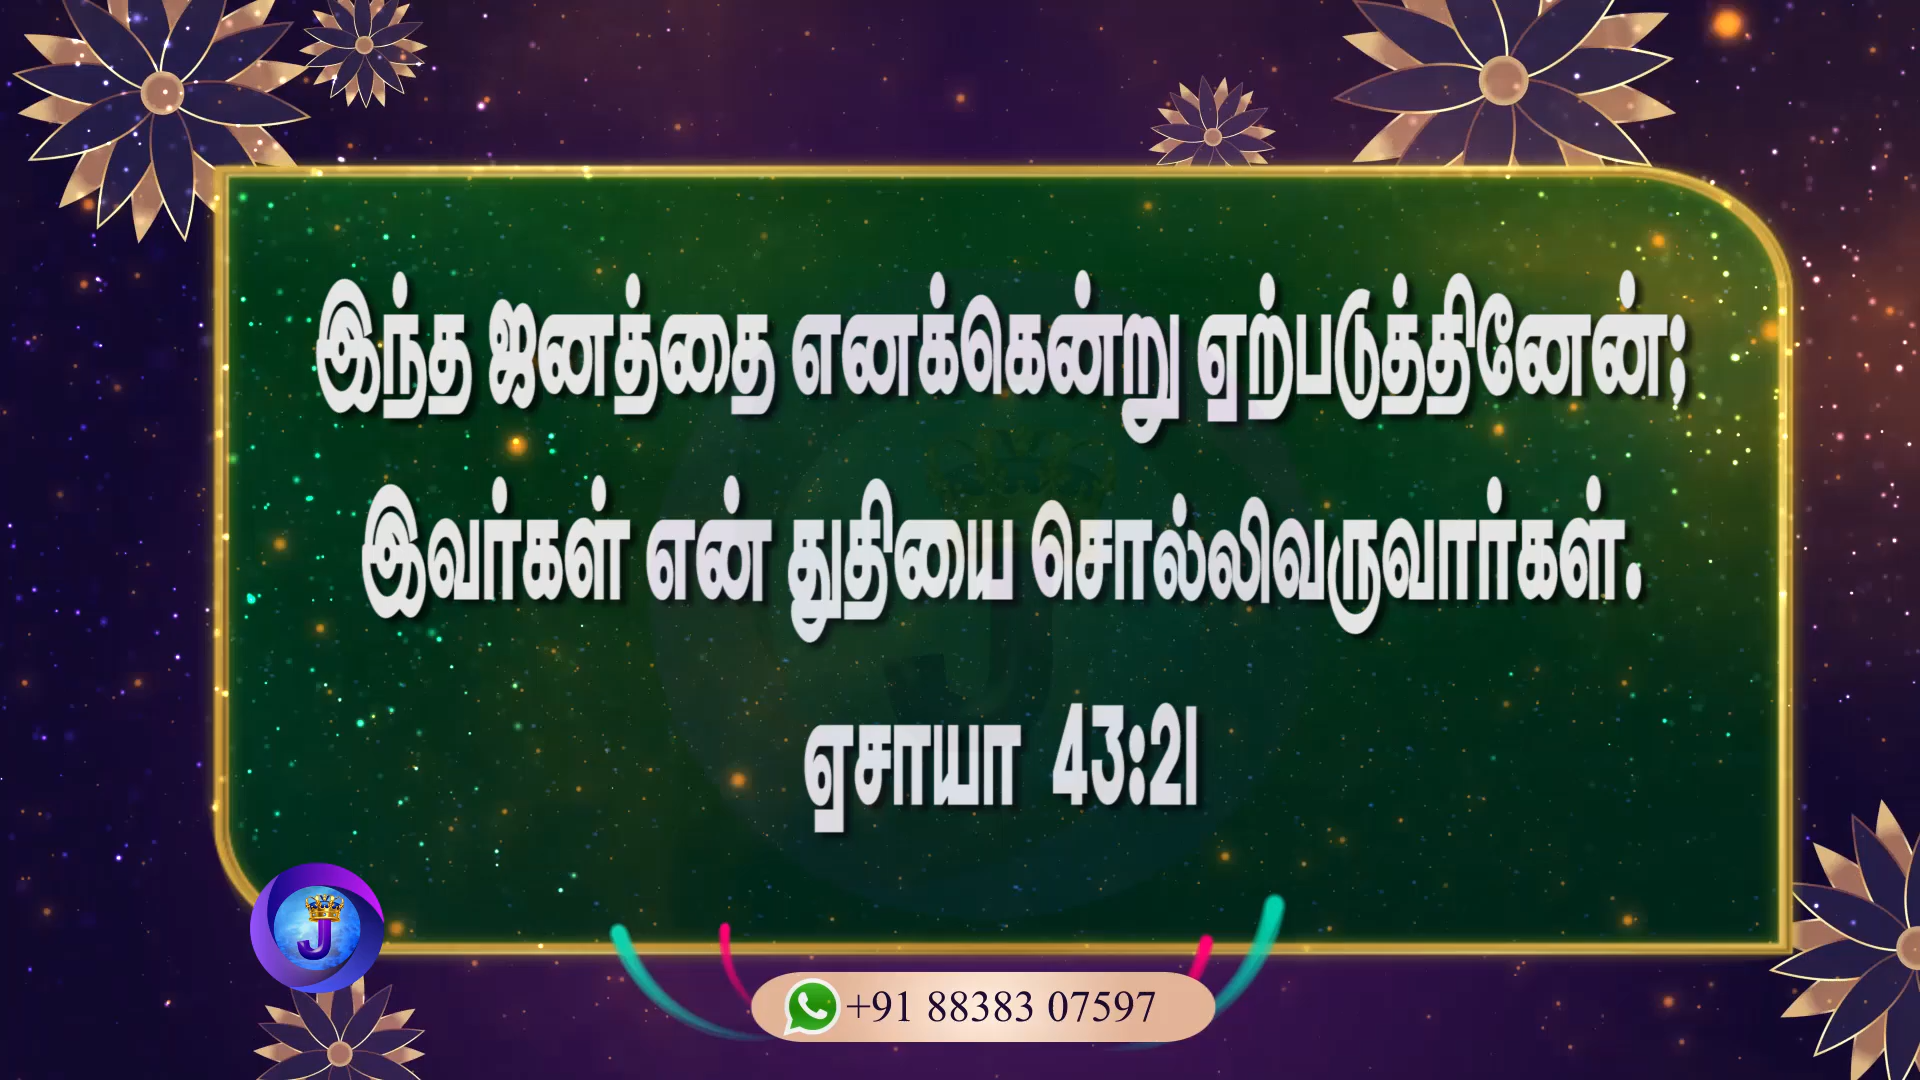 இந்த ஜனத்தை எனக்கென்று ஏற்படுத்தினேன்;
இவர்கள் என் துதியை சொல்லிவருவார்கள்.
ஏசாயா 43:21
J
+91 88383 07597